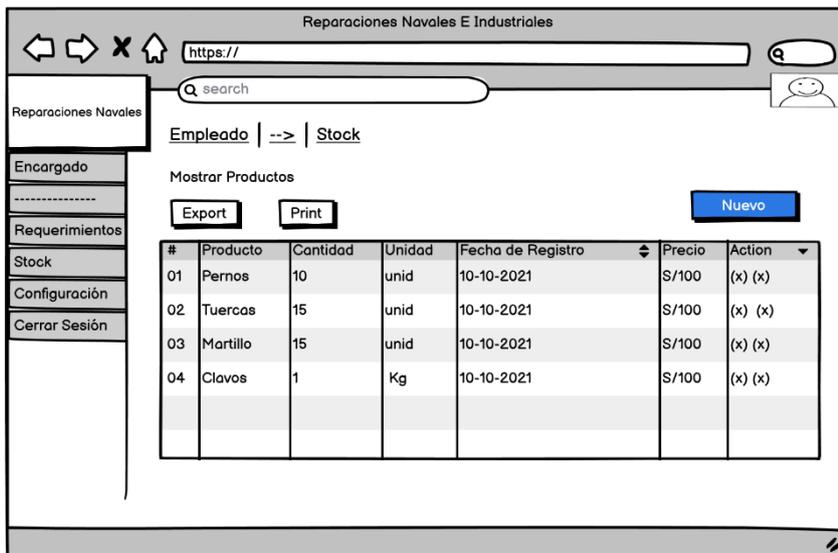 Reparaciones Navales E Industriales
https://
search
Reparaciones Navales
Empleado | --> | Stock
Encargado
Mostrar Productos
---------------
Export Print Nuevo
Requerimientos
# Producto Cantidad Unidad Fecha de Registro Precio Action
Stock
01 Pernos 10 unid 10-10-2021 S/100 (x) (x)
Configuración
02 Tuercas 15 unid 10-10-2021 S/100 (x) (x)
Cerrar Sesión
03 Martillo 15 unid 10-10-2021 S/100 (x) (x)
04 Clavos 1 Kg 10-10-2021 S/100 (x) (x)